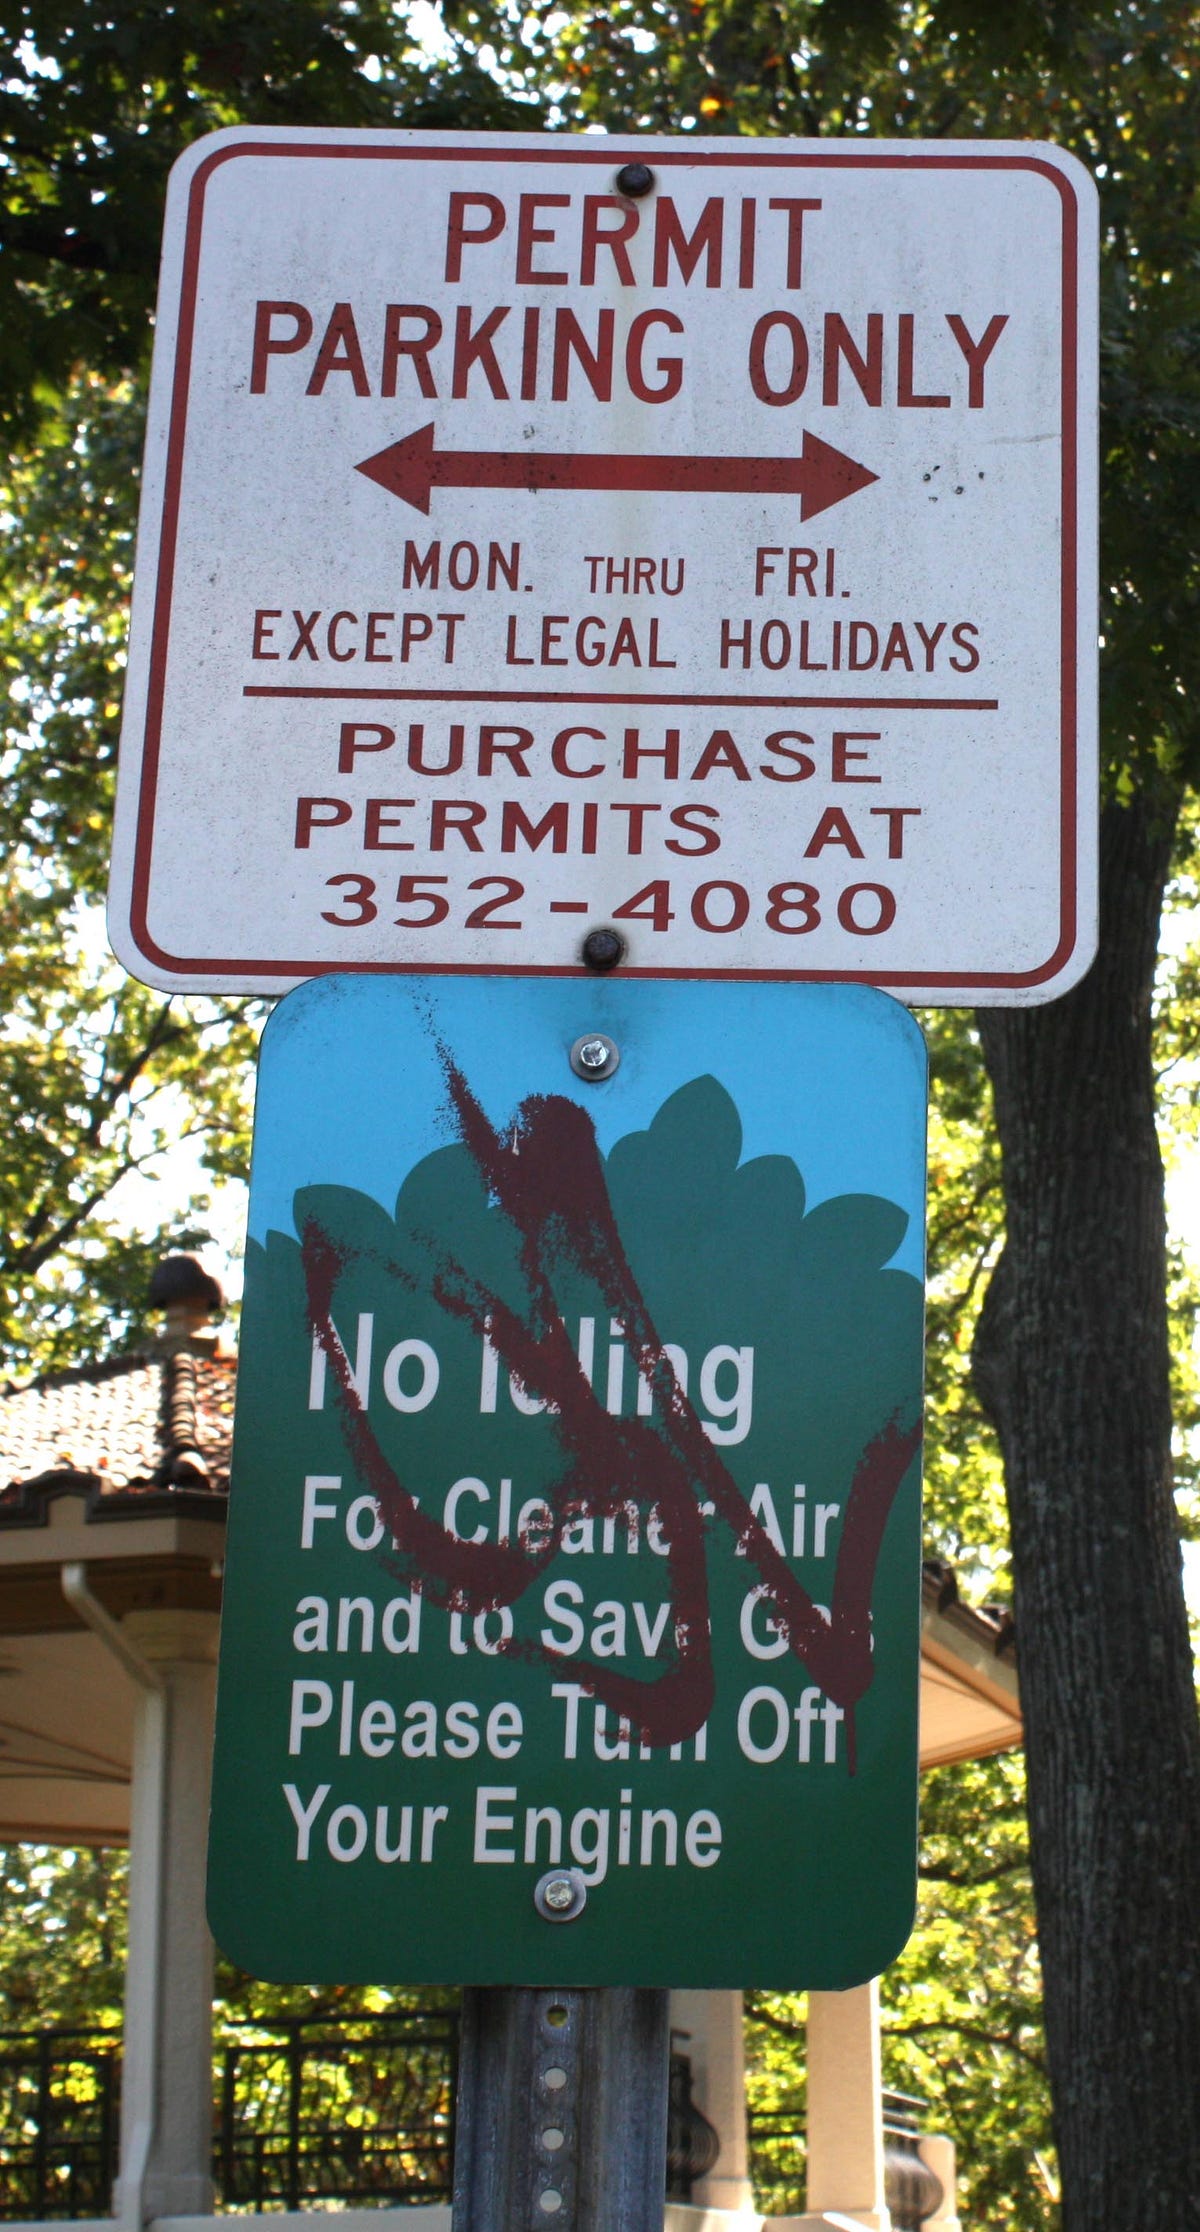 PERMIT
PARKING ONLY
MON. THRU FRI.
EXCEPT LEGAL HOLIDAYS
PURCHASE
PERMITS AT
352-4080
No Idling
For Cleaner Air
and to Save Gas
Please Turn Off
Your Engine